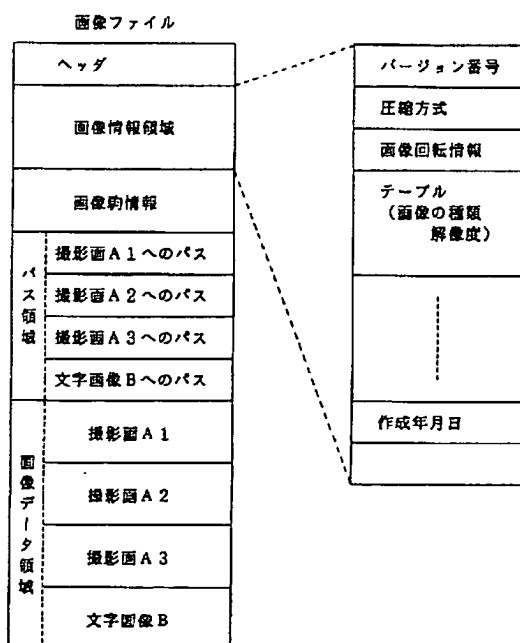 画像ファイル
ヘッダ
画像情報領域
画像駒情報
パス領域
撮影画A1へのパス
撮影画A2へのパス
撮影画A3へのパス
文字画像Bへのパス
画像データ領域
撮影画A1
撮影画A2
撮影画A3
文字画像B
バージョン番号
圧縮方式
画像回転情報
テーブル
(画像の種類
解像度)
作成年月日